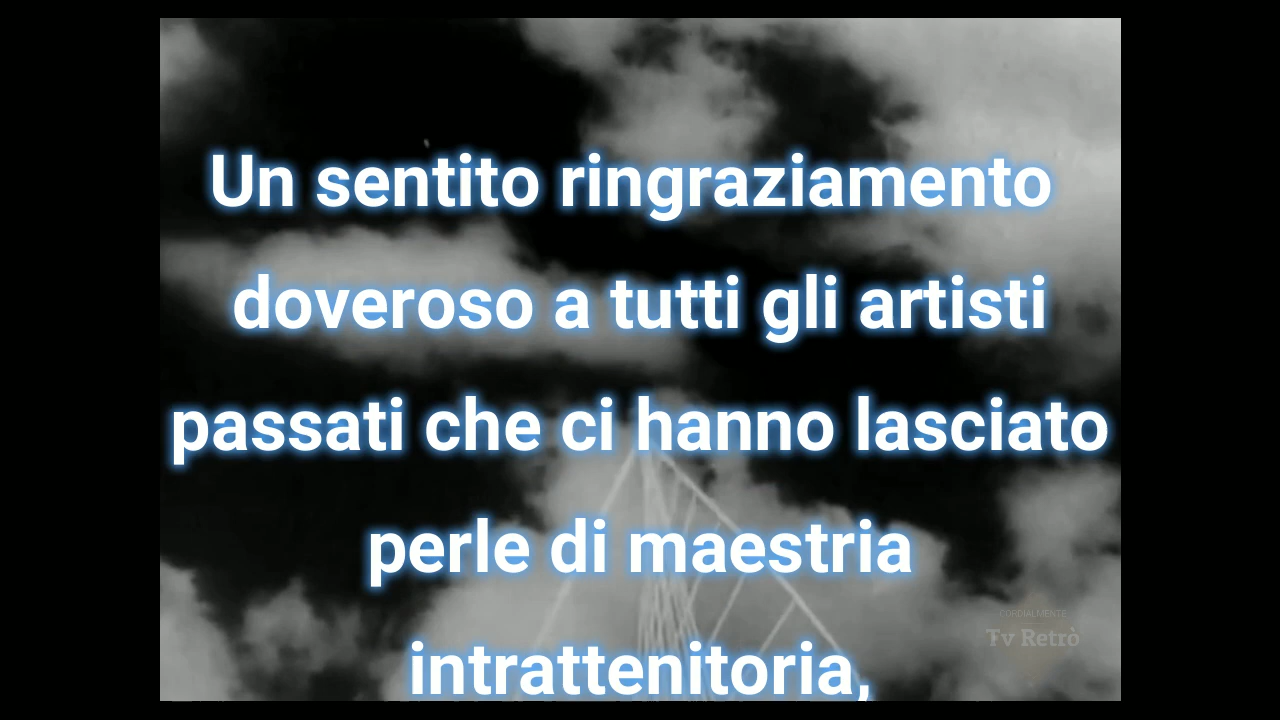 Un sentito ringraziamento
doveroso a tutti gli artisti
passati che ci hanno lasciato
perle di maestria
intrattenitoria,
CORDIALMENTE
Tv Retrò